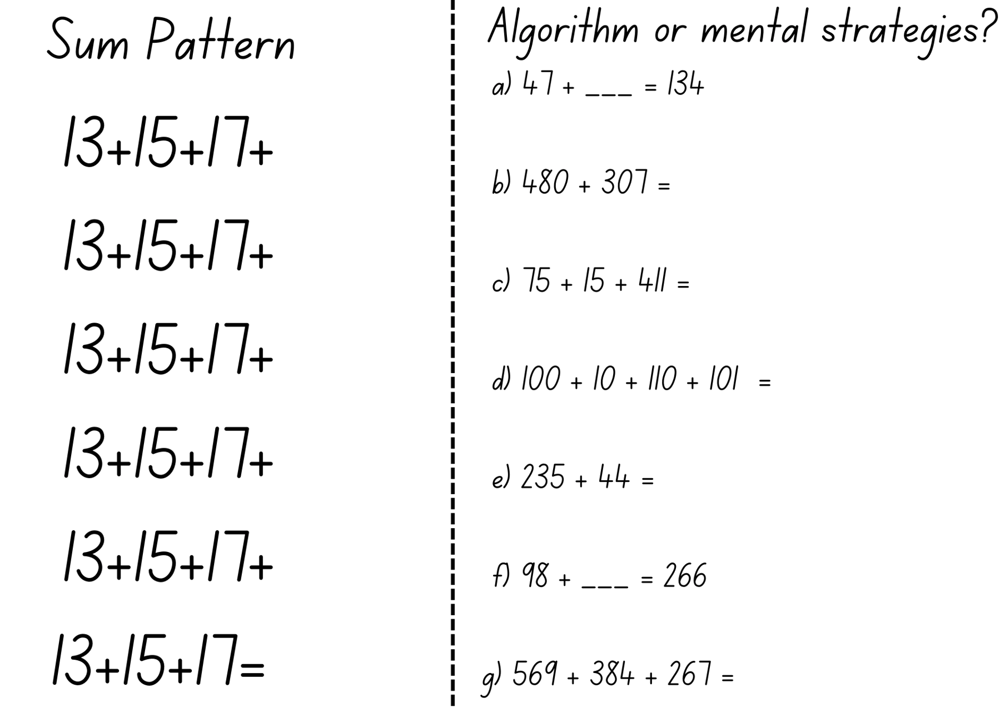 Sum Pattern
13+15+17+
13+15+17+
13+15+17+
13+15+17+
13+15+17+
13+15+17=
Algorithm or mental strategies?
a) 47 + ___ = 134
b) 480 + 307 =
c) 75 + 15 + 411 =
d) 100 + 10 + 110 + 101 =
e) 235 + 44 =
f) 98 + ___ = 266
g) 569 + 384 + 267 =